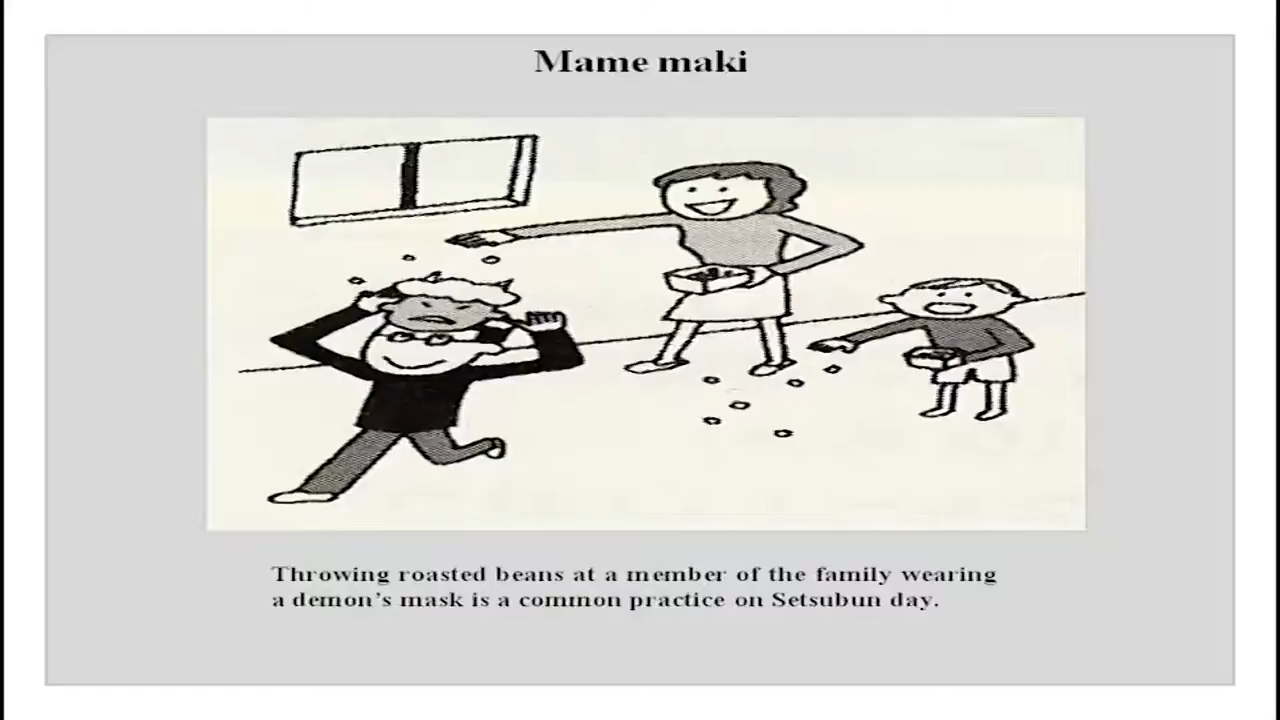 Mame maki
Throwing roasted beans at a member of the family wearing
a demon's mask is a common practice on Setsubun day.